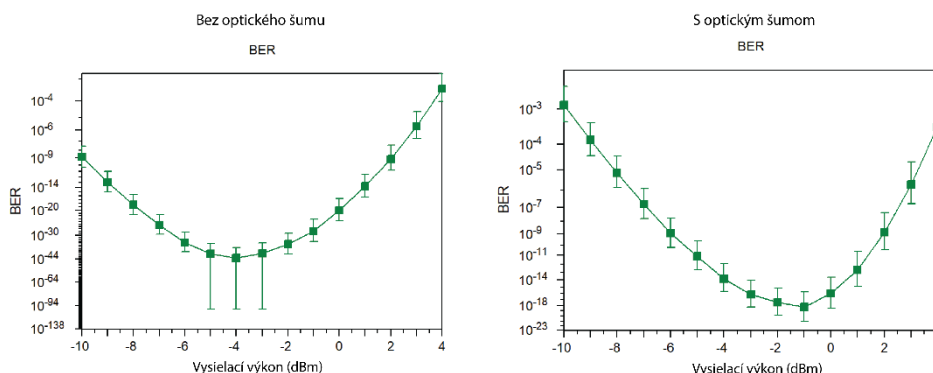 Bez optického šumu
BER
BER
10-4
10-6
10-9
10-14
10-20
10-30
10-44
10-64
10-94
10-138
-10 -8 -6 -4 -2 0 2 4
Vysielací výkon (dBm)
S optickým šumom
BER
BER
10-3
10-4
10-5
10-7
10-9
10-11
10-14
10-18
10-23
-10 -8 -6 -4 -2 0 2
Vysielací výkon (dBm)